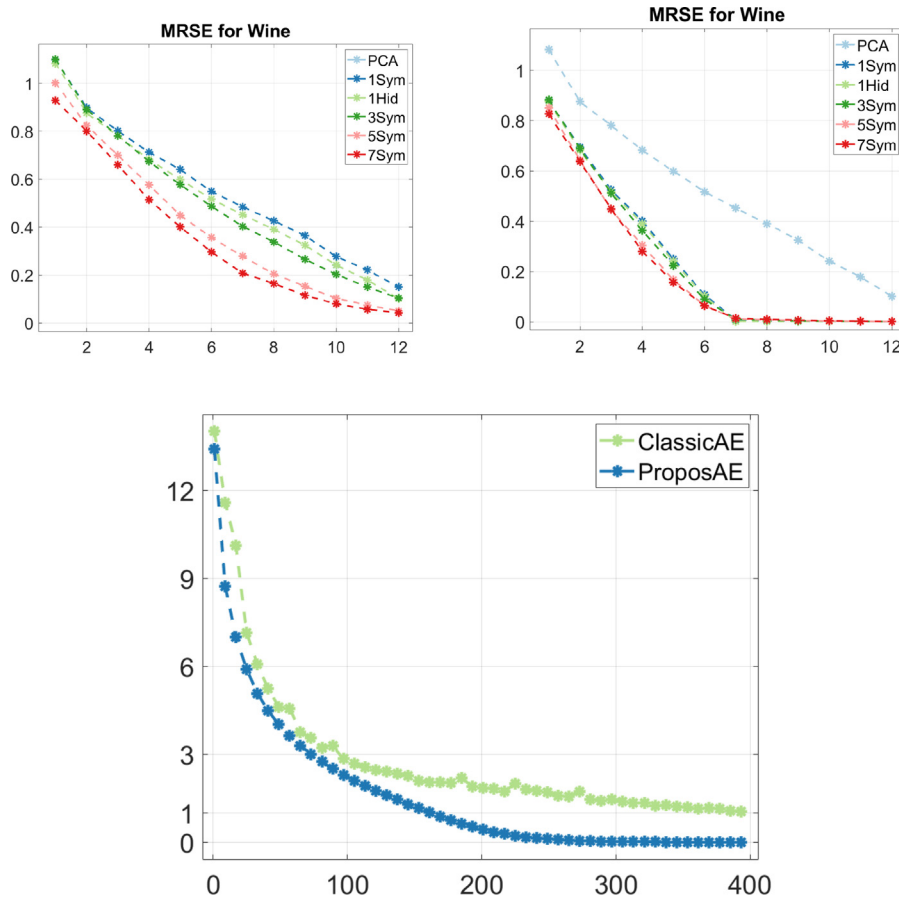 MRSE for Wine
PCA
1Sym
1Hid
3Sym
5Sym
7Sym
1
0.8
0.6
0.4
0.2
0
2 4 6 8 10 12
MRSE for Wine
PCA
1Sym
1Hid
3Sym
5Sym
7Sym
1
0.8
0.6
0.4
0.2
0
2 4 6 8 10 12
ClassicAE
ProposAE
12
9
6
3
1
0
0 100 200 300 400